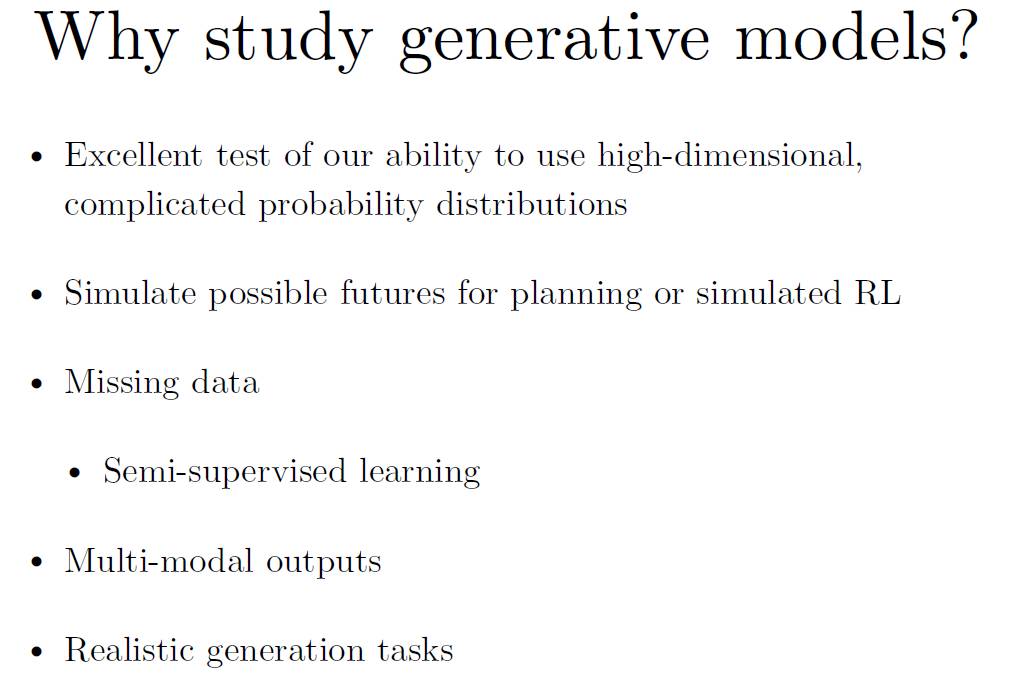 Why study generative models?
• Excellent test of our ability to use high-dimensional,
complicated probability distributions
• Simulate possible futures for planning or simulated RL
• Missing data
• Semi-supervised learning
• Multi-modal outputs
• Realistic generation tasks